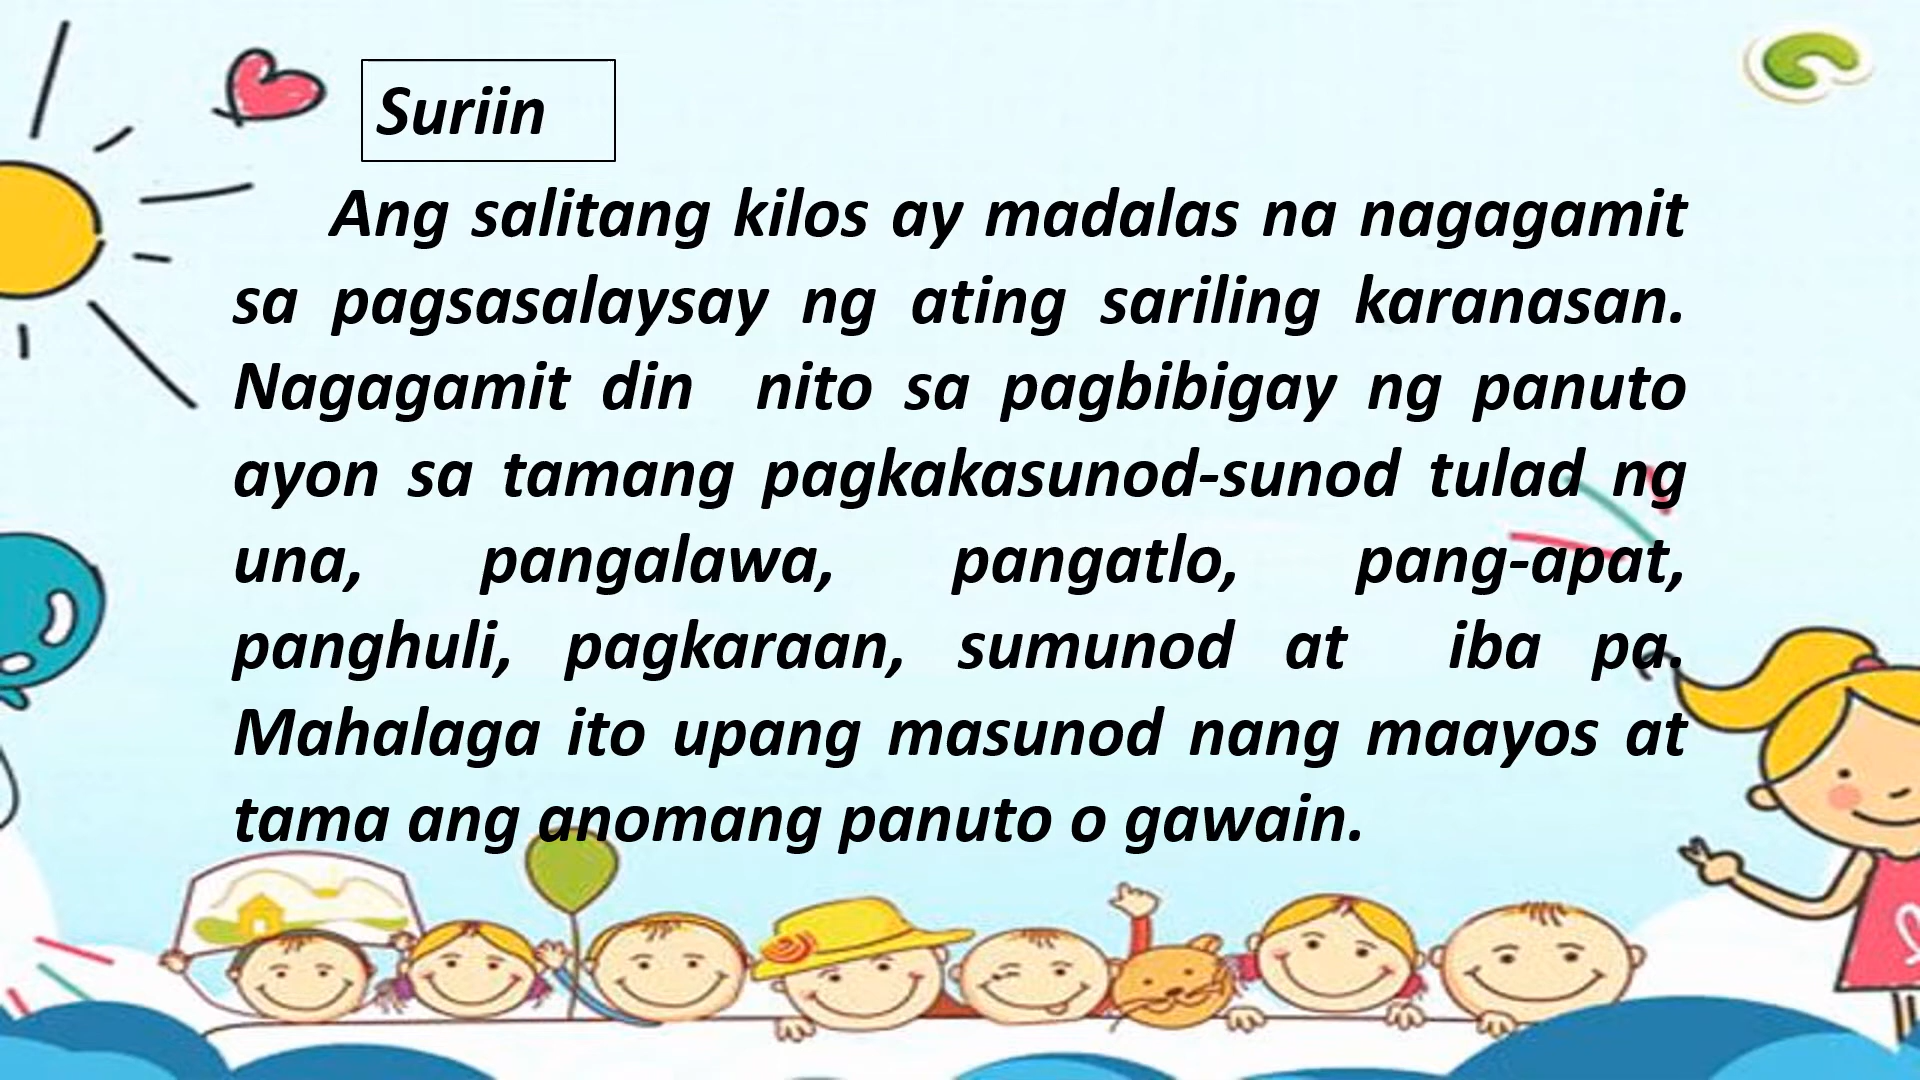 Suriin
Ang salitang kilos ay madalas na nagagamit
sa pagsasalaysay ng ating sariling karanasan.
Nagagamit din nito sa pagbibigay ng panuto
ayon sa tamang pagkakasunod-sunod tulad ng
una, pangalawa, pangatlo, pang-apat,
panghuli, pagkaraan, sumunod at iba pa.
Mahalaga ito upang masunod nang maayos at
tama ang anomang panuto o gawain.